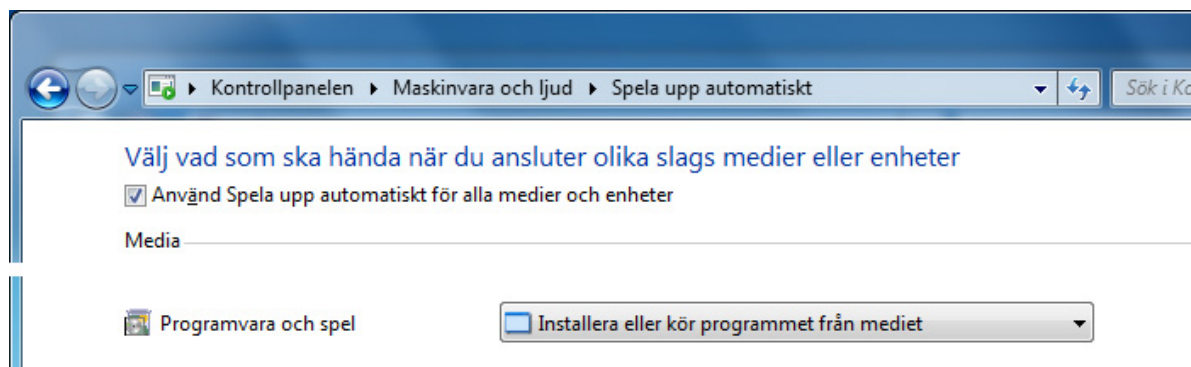 Kontrollpanelen Maskinvara och ljud Spela upp automatiskt Sök i Ko
Välj vad som ska hända när du ansluter olika slags medier eller enheter
Använd Spela upp automatiskt för alla medier och enheter
Media
Programvara och spel Installera eller kör programmet från mediet